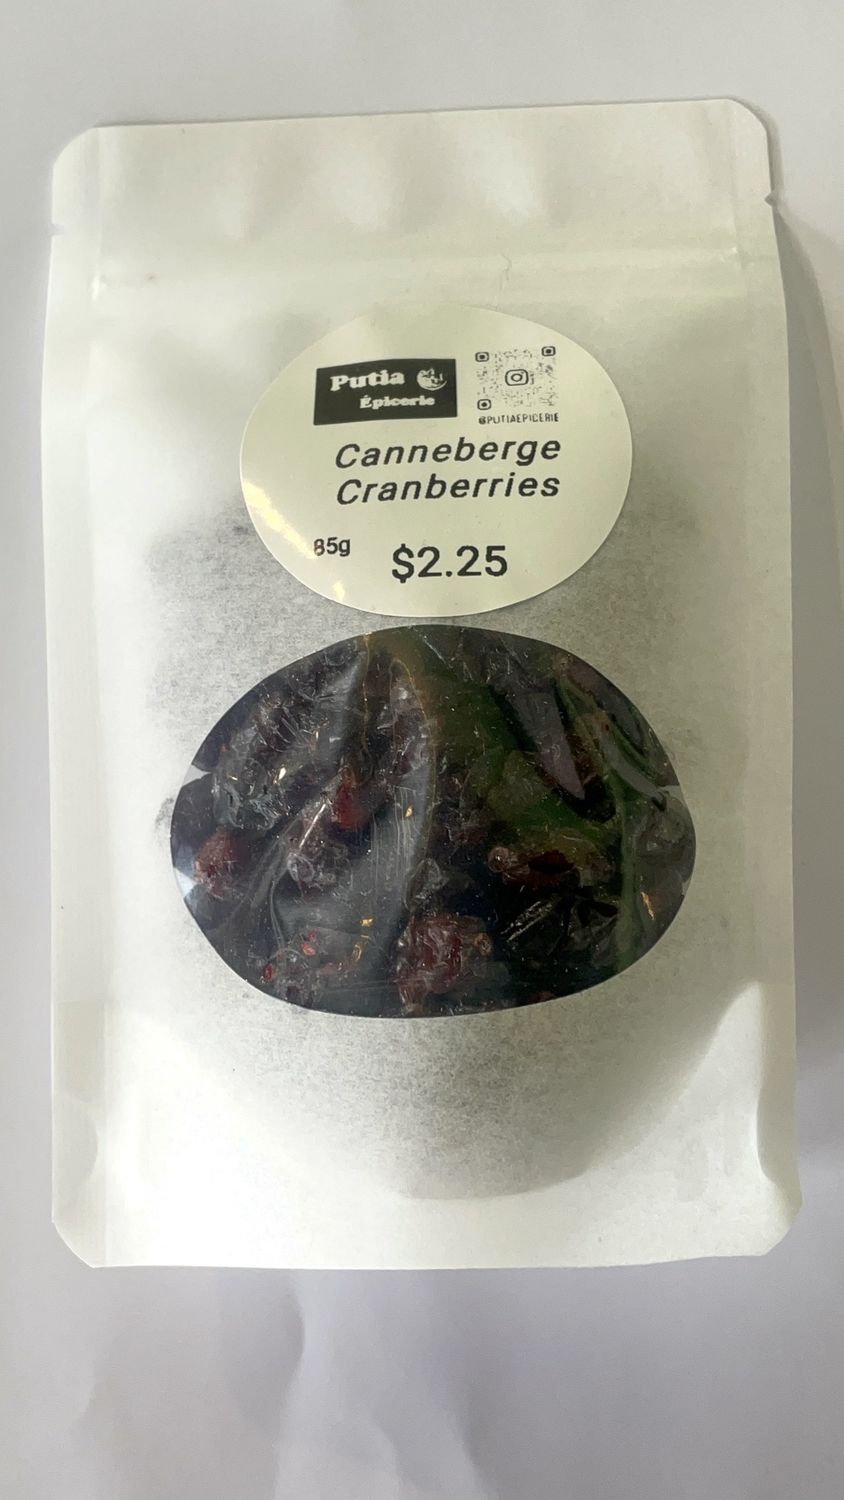 Putia
Épicerie
@PUTIAEPICERIE
Canneberge
Cranberries
85g
$2.25